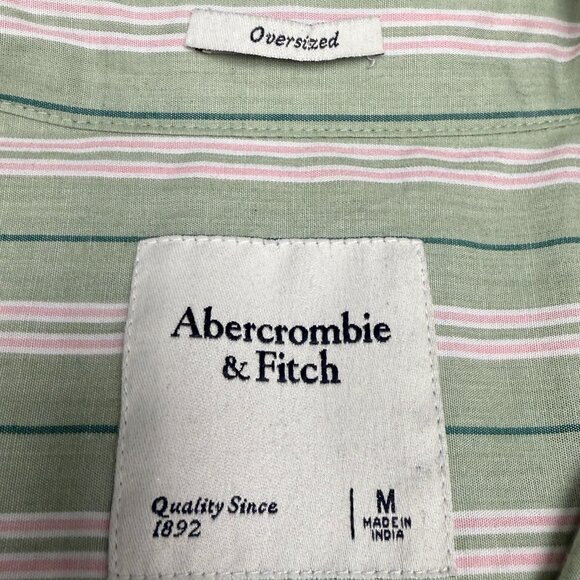 Oversized
Abercrombie
& Fitch
Quality Since
1892
M
MADE IN
INDIA